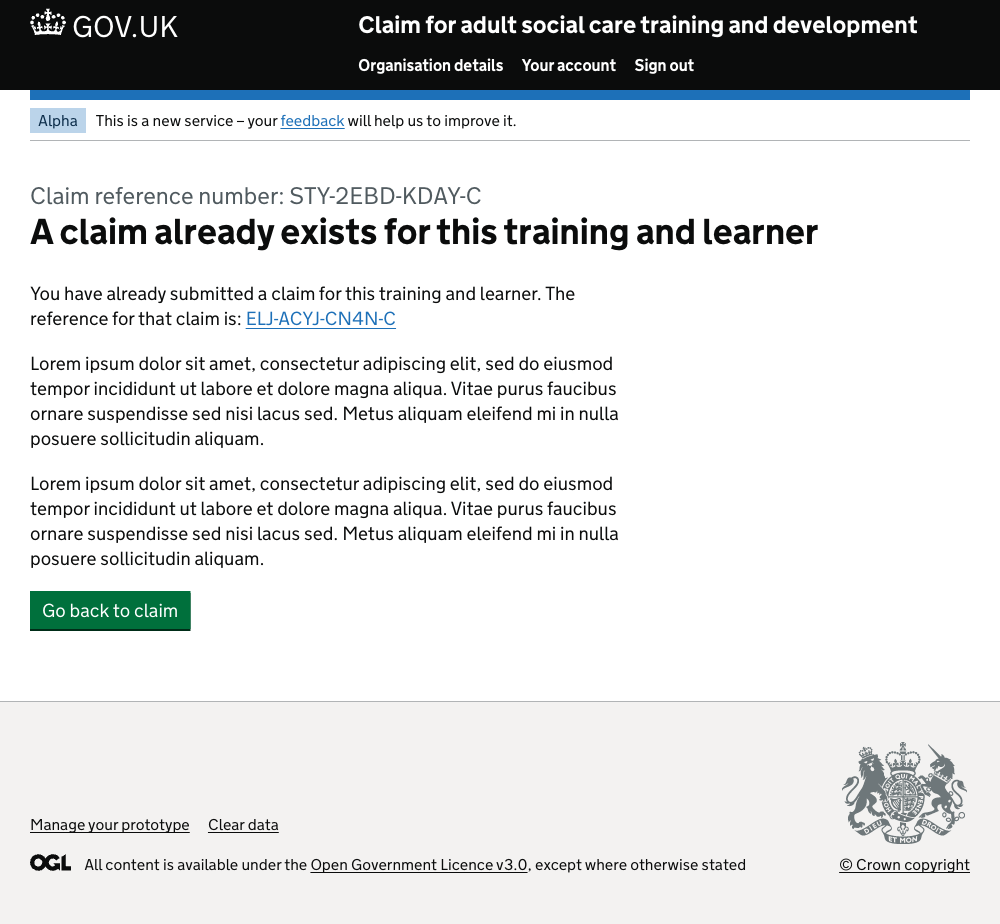 GOV.UK
Claim for adult social care training and development
Organisation details Your account Sign out
Alpha This is a new service – your feedback will help us to improve it.
Claim reference number: STY-2EBD-KDAY-C
A claim already exists for this training and learner
You have already submitted a claim for this training and learner. The
reference for that claim is: ELJ-ACYJ-CN4N-C
Lorem ipsum dolor sit amet, consectetur adipiscing elit, sed do eiusmod
tempor incididunt ut labore et dolore magna aliqua. Vitae purus faucibus
ornare suspendisse sed nisi lacus sed. Metus aliquam eleifend mi in nulla
posuere sollicitudin aliquam.
Lorem ipsum dolor sit amet, consectetur adipiscing elit, sed do eiusmod
tempor incididunt ut labore et dolore magna aliqua. Vitae purus faucibus
ornare suspendisse sed nisi lacus sed. Metus aliquam eleifend mi in nulla
posuere sollicitudin aliquam.
Go back to claim
Manage your prototype Clear data
OGL All content is available under the Open Government Licence v3.0, except where otherwise stated
DIEU ET MON DROIT
© Crown copyright